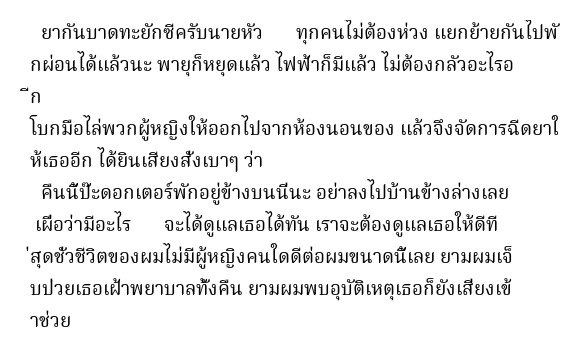 ยากันบาดทะยักซีครับนายหัว ทุกคนไม่ต้องห่วง แยกย้ายกันไปพั
กผ่อนได้แล้วนะ พายุก็หยุดแล้ว ไฟฟ้าก็มีแล้ว ไม่ต้องกลัวอะไรอ
ีก
โบกมือไล่พวกผู้หญิงให้ออกไปจากห้องนอนของ แล้วจึงจัดการฉีดยาใ
ห้เธออีก ได้ยินเสียงสั่งเบาๆ ว่า
คืนนี้ป๊ะดอกเตอร์พักอยู่ข้างบนนี่นะ อย่าลงไปบ้านข้างล่างเลย
เผื่อว่ามีอะไร จะได้ดูแลเธอได้ทัน เราจะต้องดูแลเธอให้ดีที
่สุดชั่วชีวิตของผมไม่มีผู้หญิงคนใดดีต่อผมขนาดนี้เลย ยามผมเจ็
บป่วยเธอเฝ้าพยาบาลทั้งคืน ยามผมพบอุบัติเหตุเธอก็ยังเสี่ยงเข้
าช่วย